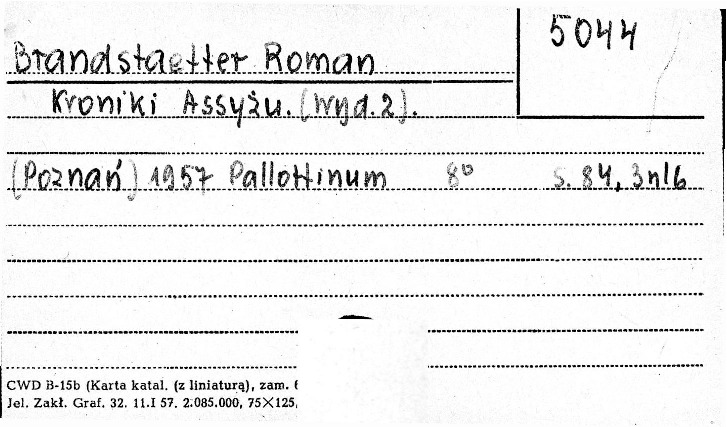 5044
Brandstaetter Roman
Kroniki Assyżu. (Wyd. 2).
(Poznań) 1957 Pallottinum 8° s. 84, 3nlb
CWD B-15b (Karta katal. (z liniaturą), zam. 6
Jel. Zakł. Graf. 32. 11.I 57. 2.085.000, 75×125,